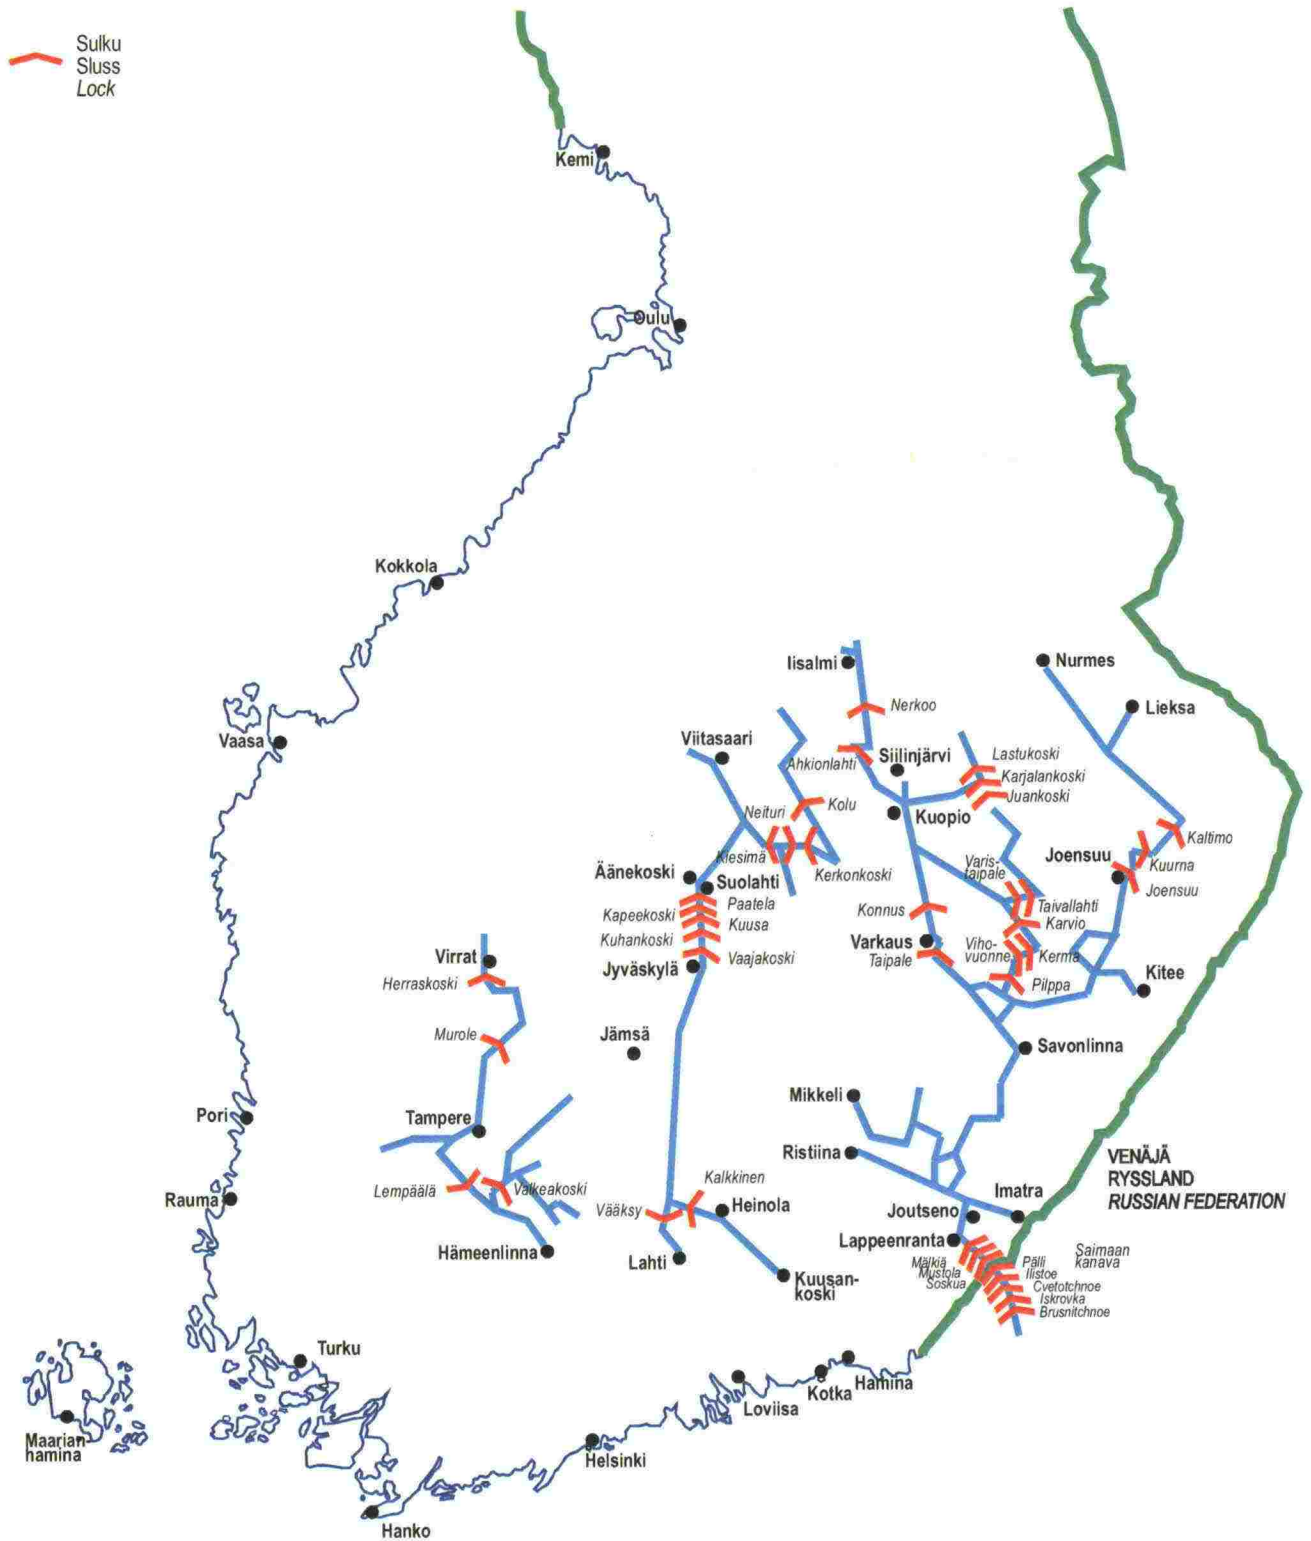 Sulku
Sluss
Lock
Kemi
Oulu
Kokkola
Vaasa
Iisalmi
Nurmes
Nerkoo
Lieksa
Viitasaari
Ahkionlahti
Siilinjärvi
Lastukoski
Karjalankoski
Juankoski
Neituri
Kolu
Kuopio
Kaltimo
Kiesimä
Kerkonkoski
Varis-
taipale
Joensuu
Kuurna
Joensuu
Äänekoski
Suolahti
Paatela
Kapeekoski
Kuusa
Kuhankoski
Vaajakoski
Jyväskylä
Konnus
Taivallahti
Karvio
Varkaus
Taipale
Viho-
vuonne
Kerma
Pilppa
Kitee
Virrat
Herraskoski
Murole
Jämsä
Savonlinna
Mikkeli
Ristiina
Pori
Tampere
Rauma
Lempäälä
Valkeakoski
Hämeenlinna
Kalkkinen
Vääksy
Heinola
Lahti
Kuusan-
koski
VENÄJÄ
RYSSLAND
RUSSIAN FEDERATION
Imatra
Joutseno
Lappeenranta
Mälkiä
Mustola
Soskua
Pälli
Ilistoe
Cvetotchnoe
Iskrovka
Brusnitchnoe
Saimaan
kanava
Turku
Maarian-
hamina
Hanko
Helsinki
Loviisa
Kotka
Hamina